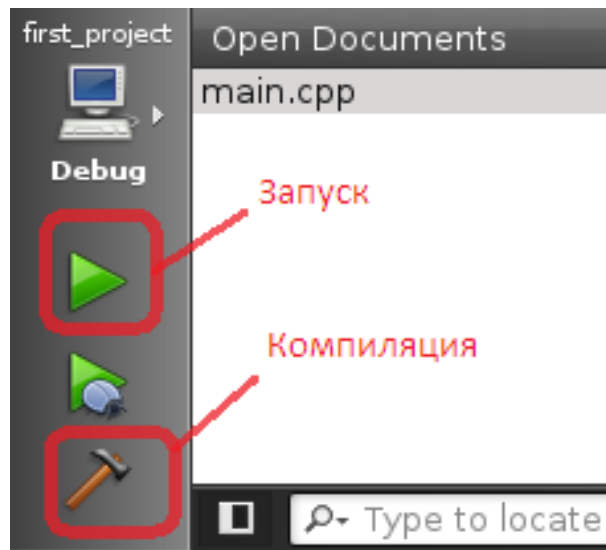 first_project
Open Documents
main.cpp
Debug
Запуск
Компиляция
Type to locate